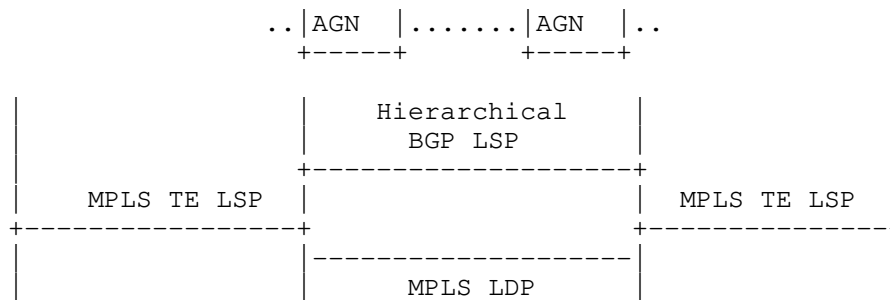 ..|AGN  |.......|AGN  |..
+-----+       +-----+
Hierarchical
BGP LSP
+--------------------+
MPLS TE LSP | | MPLS TE LSP
+-----------------+ +---------------
|--------------------|
MPLS LDP